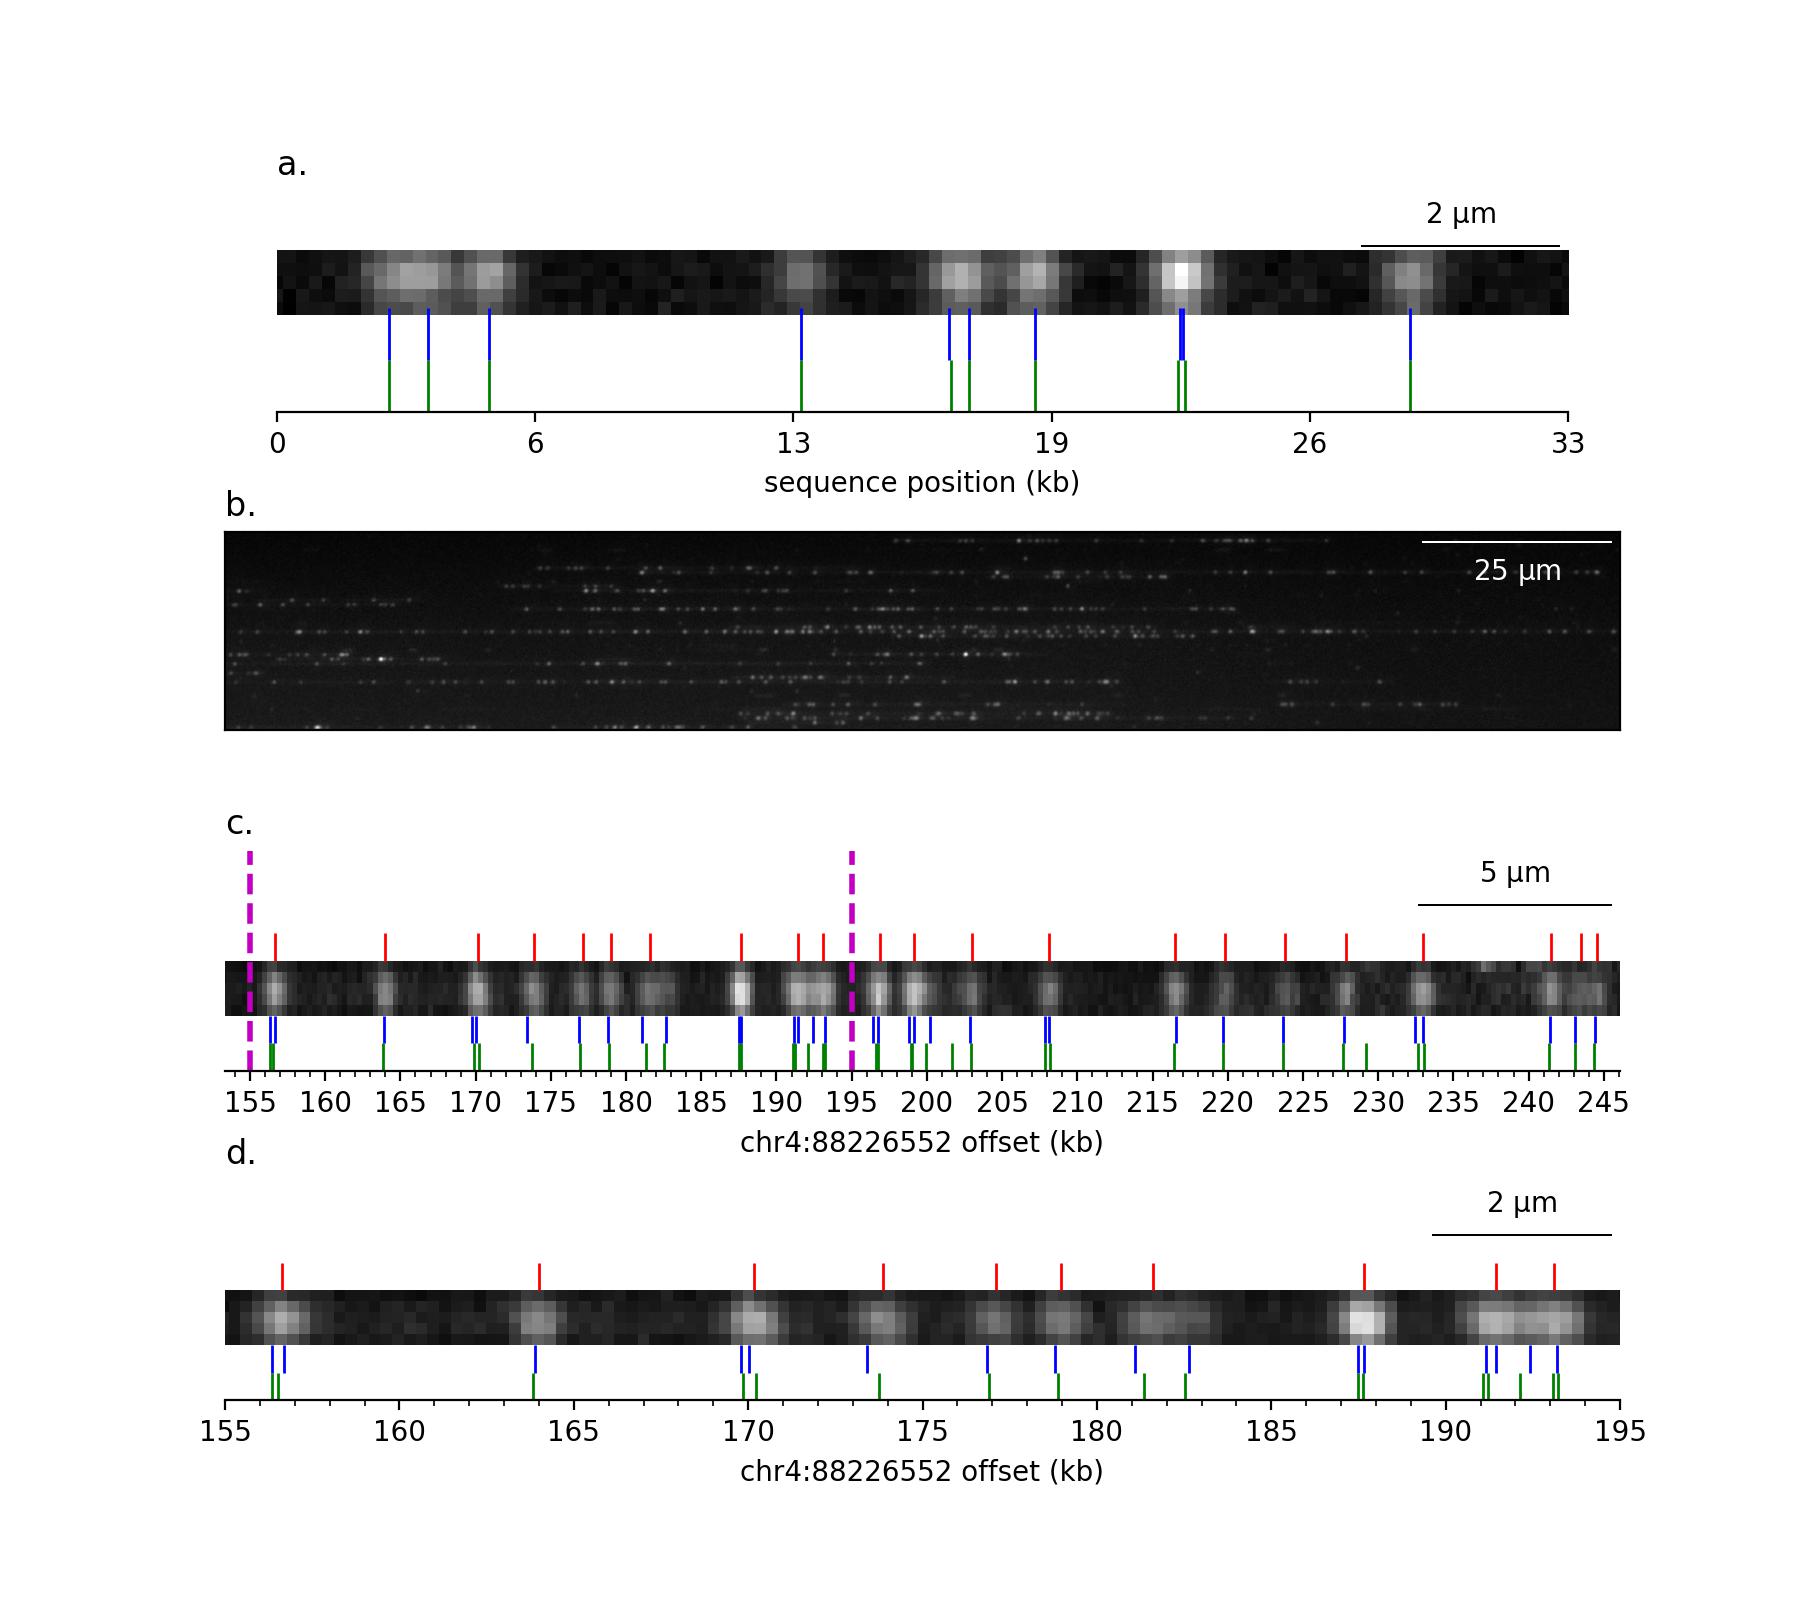 a.
2 µm
0 6 13 19 26 33
sequence position (kb)
b.
25 µm
c.
5 µm
155 160 165 170 175 180 185 190 195 200 205 210 215 220 225 230 235 240 245
chr4:88226552 offset (kb)
d.
2 µm
155 160 165 170 175 180 185 190 195
chr4:88226552 offset (kb)